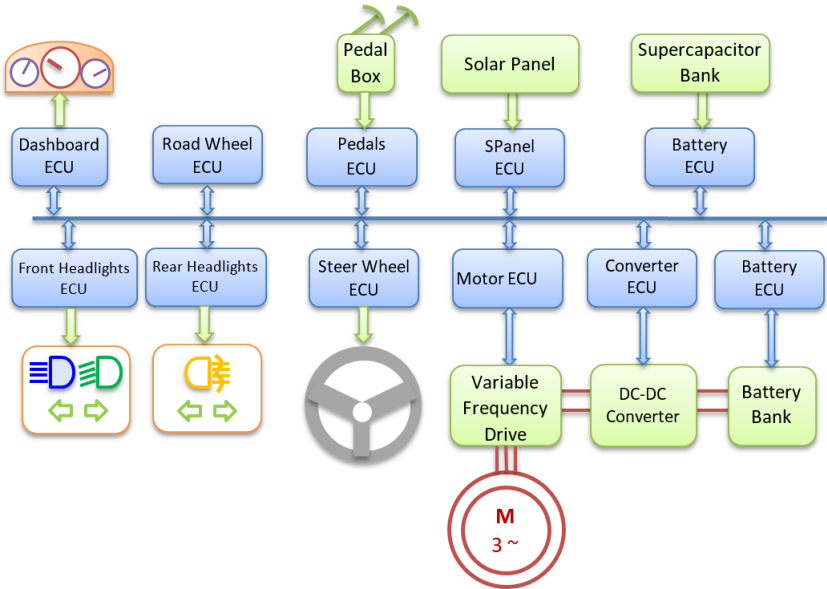 Pedal
Box
Solar Panel
Supercapacitor
Bank
Dashboard
ECU
Road Wheel
ECU
Pedals
ECU
SPanel
ECU
Battery
ECU
Front Headlights
ECU
Rear Headlights
ECU
Steer Wheel
ECU
Motor ECU
Converter
ECU
Battery
ECU
Variable
Frequency
Drive
DC-DC
Converter
Battery
Bank
M
3 ~